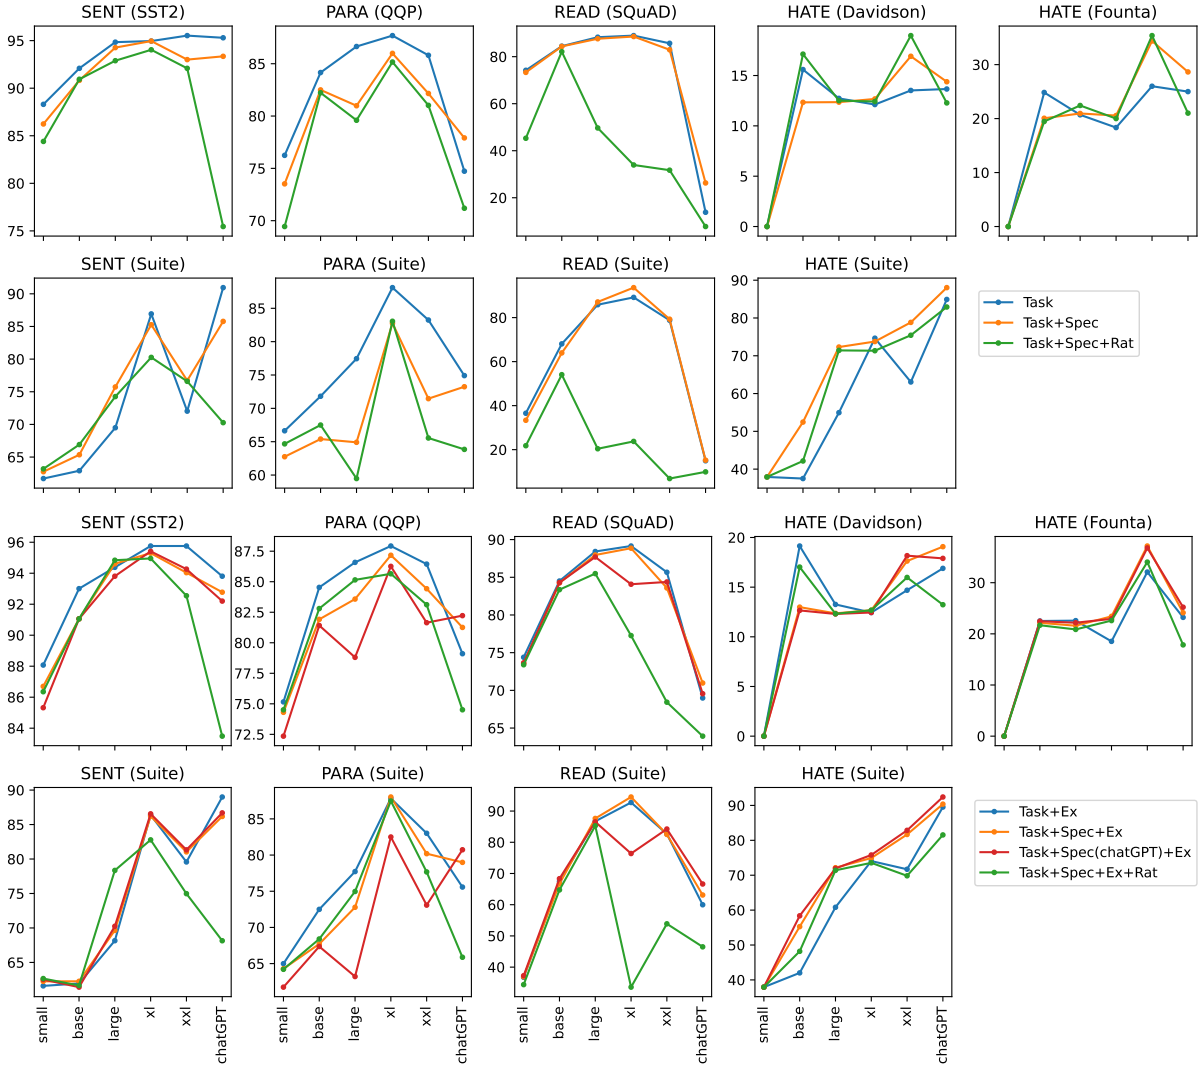 SENT (SST2)
PARA (QQP)
READ (SQuAD)
HATE (Davidson)
HATE (Founta)
95
90
85
80
75
85
80
75
70
80
60
40
20
15
10
5
0
30
20
10
0
SENT (Suite)
PARA (Suite)
READ (Suite)
HATE (Suite)
90
85
80
75
70
65
85
80
75
70
65
60
80
60
40
20
90
80
70
60
50
40
Task
Task+Spec
Task+Spec+Rat
SENT (SST2)
PARA (QQP)
READ (SQuAD)
HATE (Davidson)
HATE (Founta)
96
94
92
90
88
86
84
87.5
85.0
82.5
80.0
77.5
75.0
72.5
90
85
80
75
70
65
20
15
10
5
0
30
20
10
0
SENT (Suite)
PARA (Suite)
READ (Suite)
HATE (Suite)
90
85
80
75
70
65
85
80
75
70
65
90
80
70
60
50
40
90
80
70
60
50
40
Task+Ex
Task+Spec+Ex
Task+Spec(chatGPT)+Ex
Task+Spec+Ex+Rat
small
base
large
xl
xxl
chatGPT
small
base
large
xl
xxl
chatGPT
small
base
large
xl
xxl
chatGPT
small
base
large
xl
xxl
chatGPT